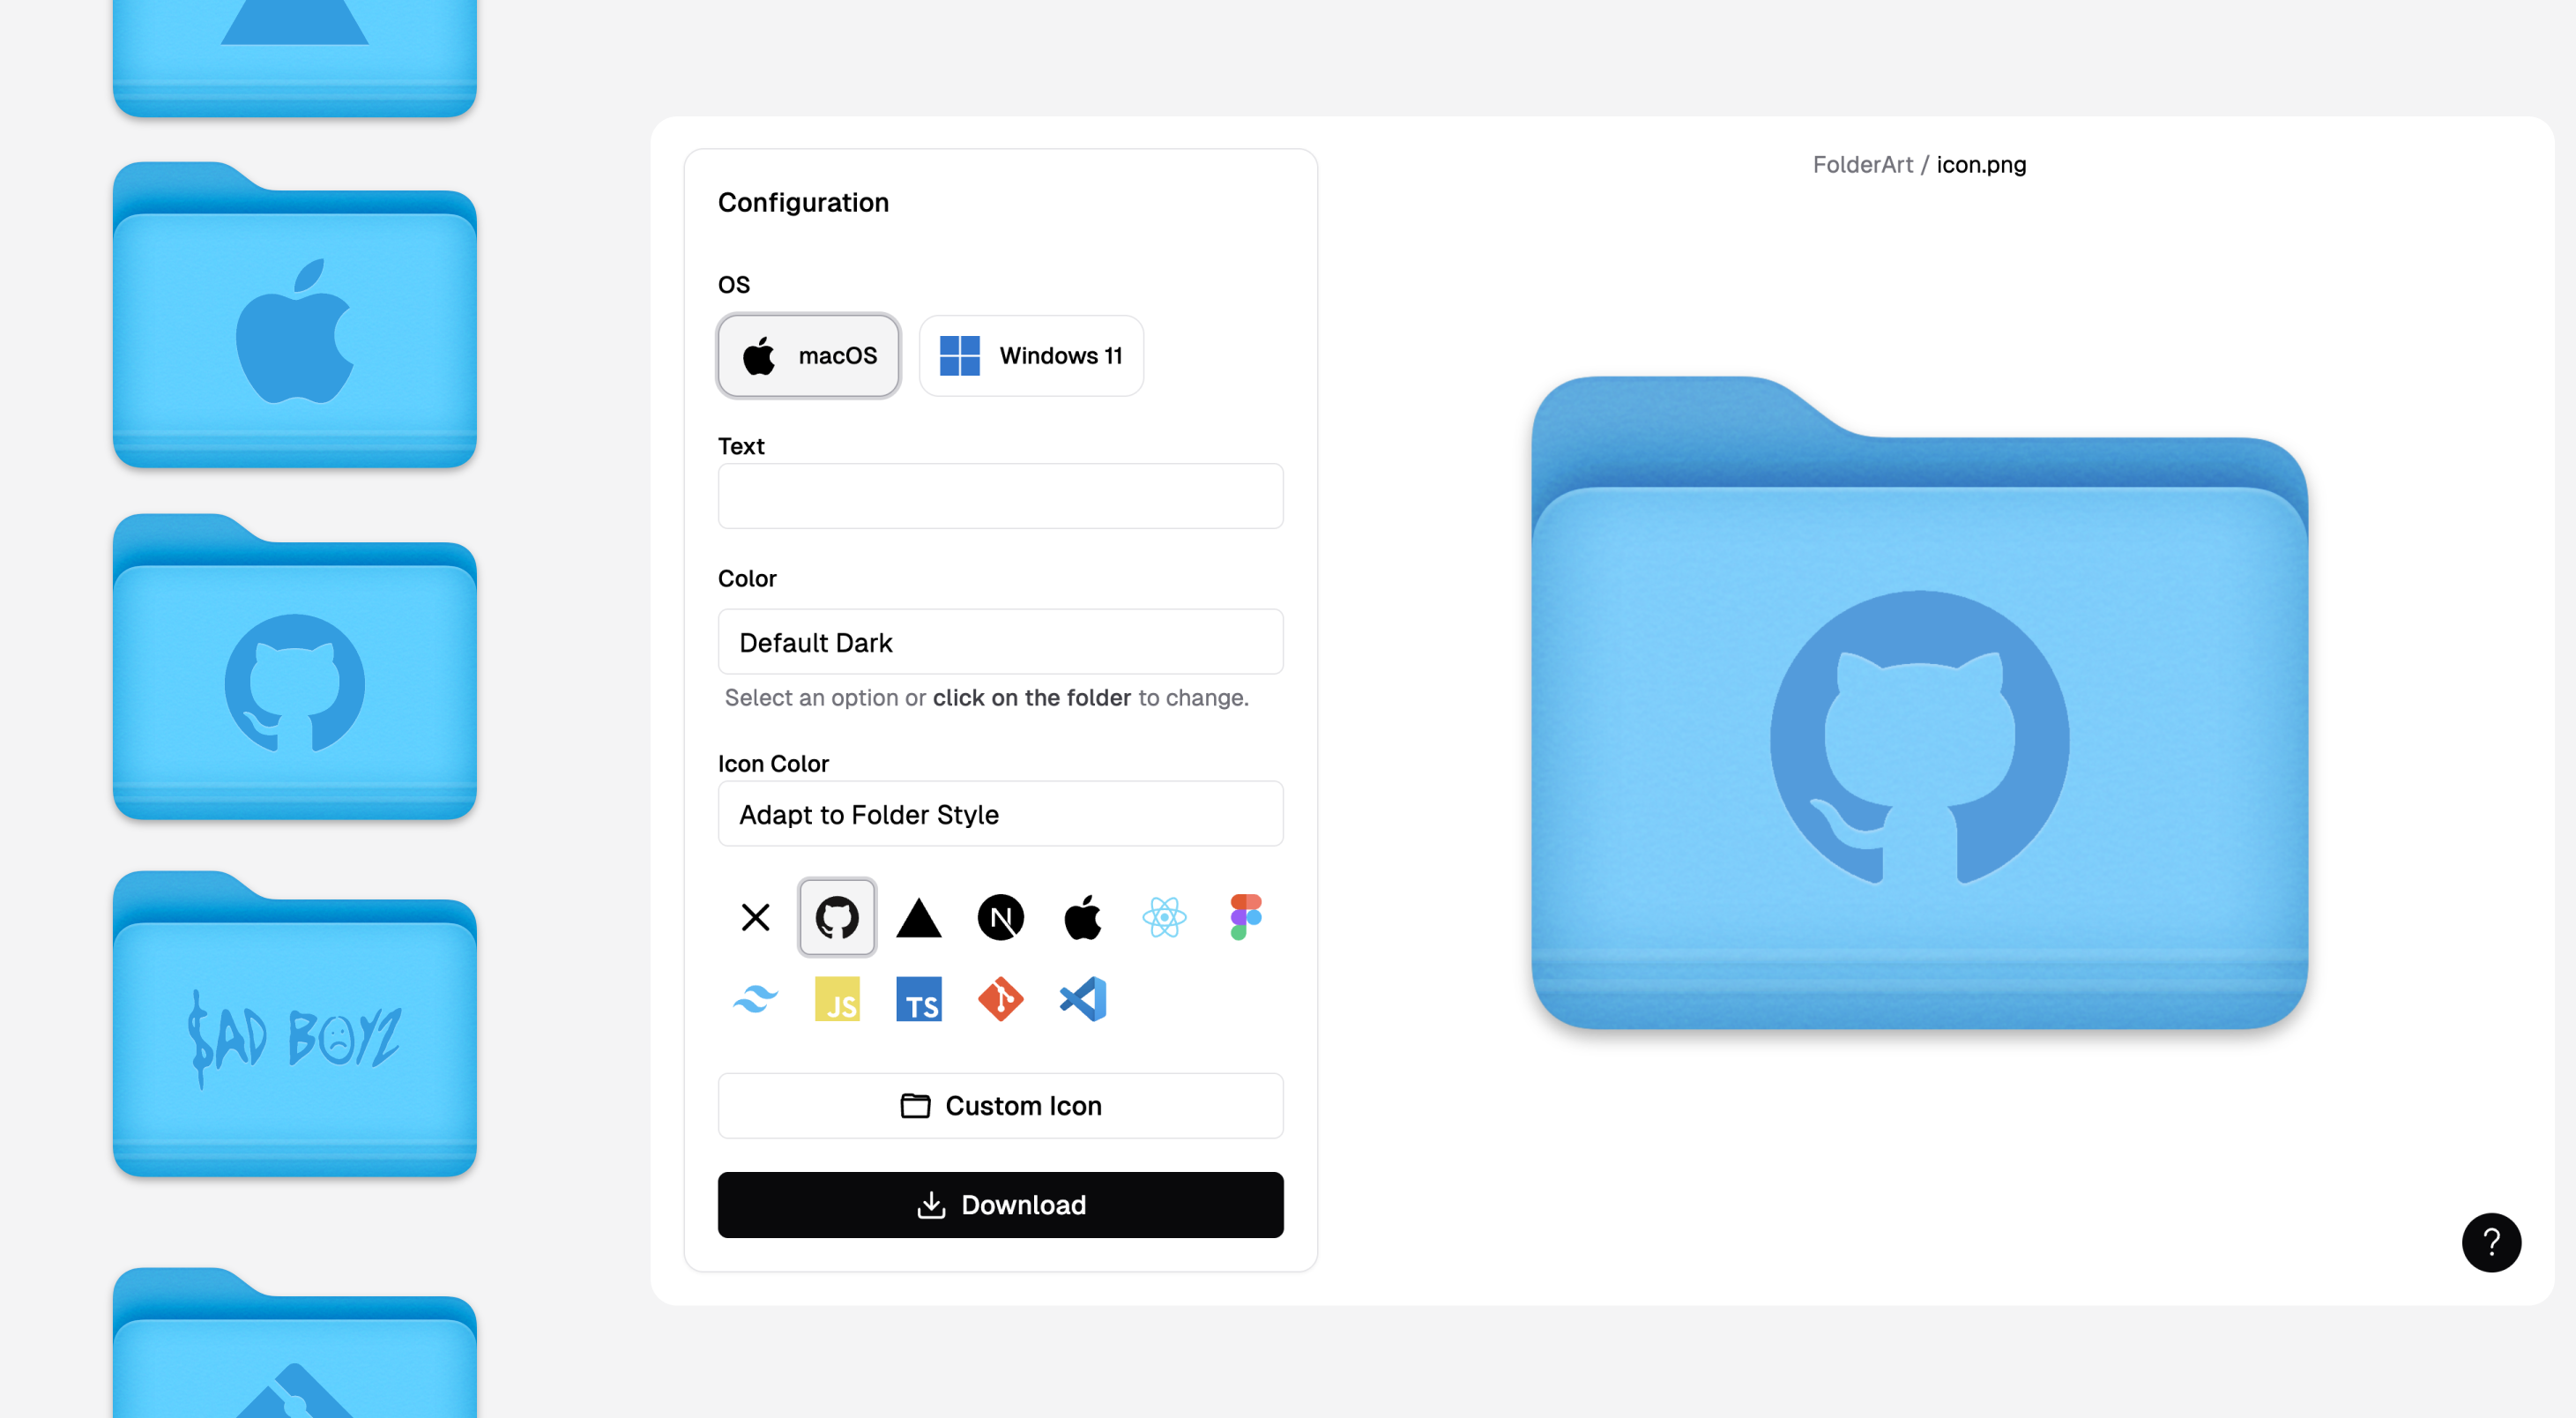 $AD BOYZ
Configuration
OS
macOS
Windows 11
Text
Color
Default Dark
Select an option or click on the folder to change.
Icon Color
Adapt to Folder Style
N
JS
TS
Custom Icon
Download
FolderArt / icon.png
?